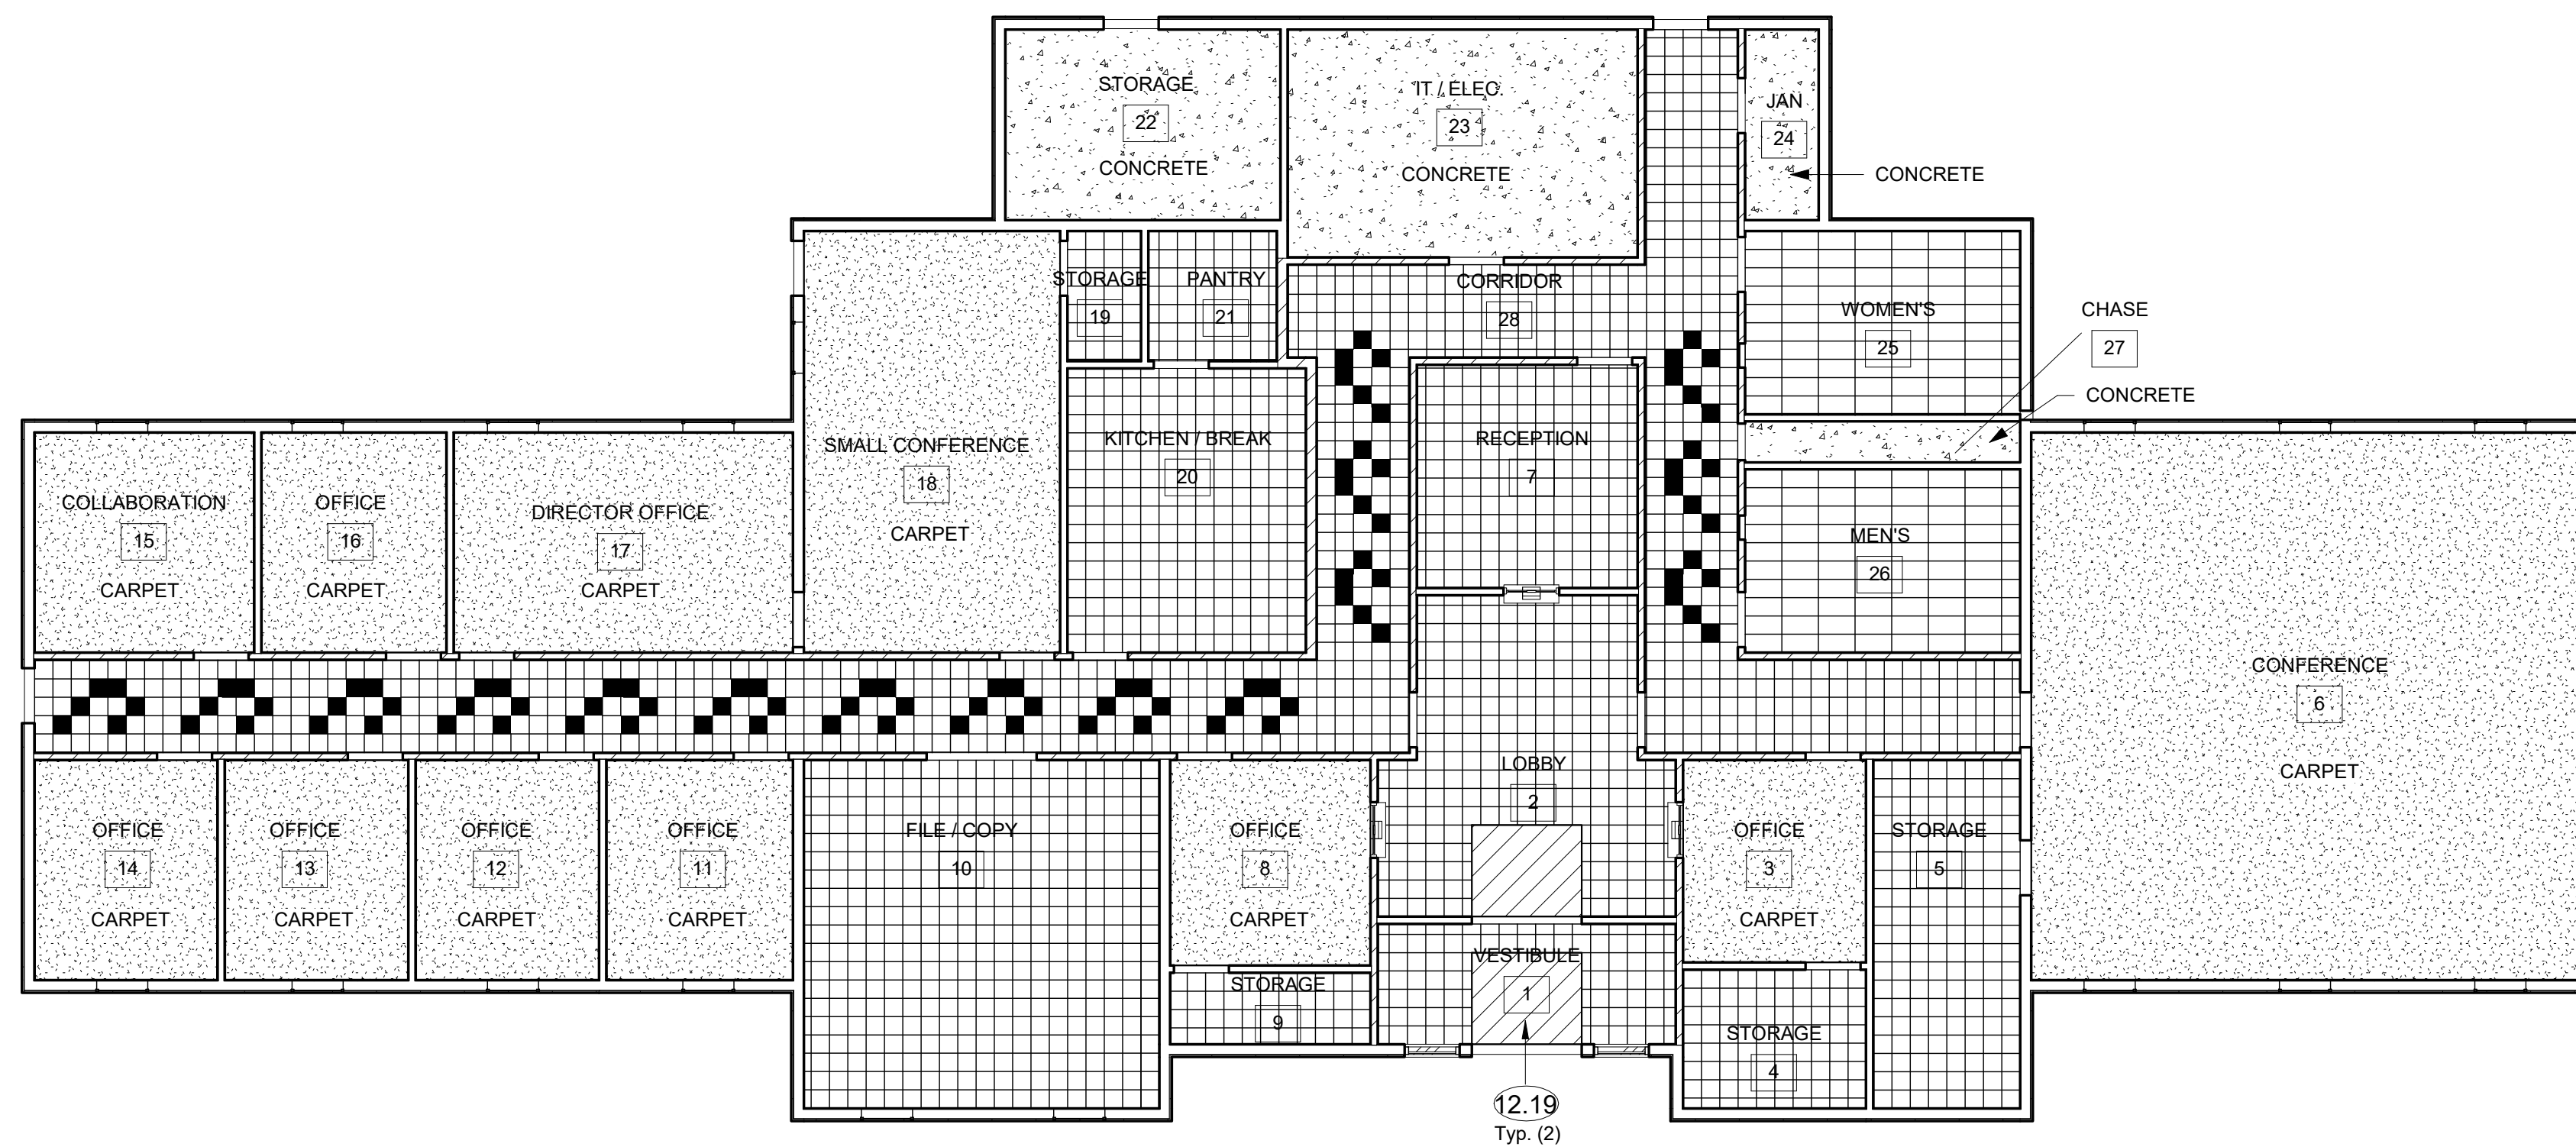 STORAGE
22
CONCRETE
IT / ELEC.
23
CONCRETE
JAN
24
CONCRETE
STORAGE
19
PANTRY
21
CORRIDOR
28
WOMEN'S
25
CHASE
27
CONCRETE
COLLABORATION
15
CARPET
OFFICE
16
CARPET
DIRECTOR OFFICE
17
CARPET
SMALL CONFERENCE
18
CARPET
KITCHEN / BREAK
20
RECEPTION
7
MEN'S
26
CONFERENCE
6
CARPET
OFFICE
14
CARPET
OFFICE
13
CARPET
OFFICE
12
CARPET
OFFICE
11
CARPET
FILE / COPY
10
OFFICE
8
CARPET
LOBBY
2
OFFICE
3
CARPET
STORAGE
5
STORAGE
9
VESTIBULE
1
STORAGE
4
12.19
Typ. (2)